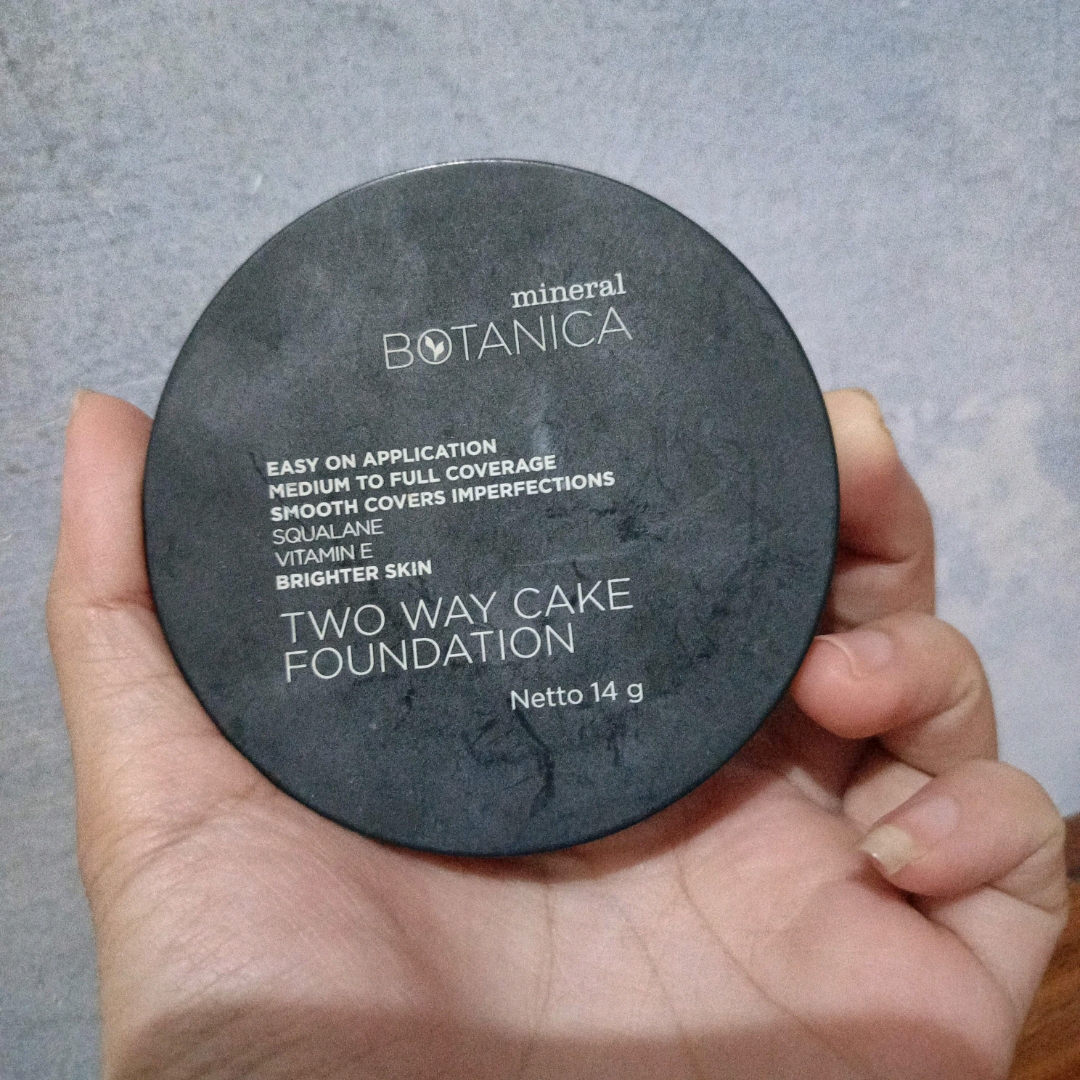 mineral
BOTANICA
EASY ON APPLICATION
MEDIUM TO FULL COVERAGE
SMOOTH COVERS IMPERFECTIONS
SQUALANE
VITAMIN E
BRIGHTER SKIN
TWO WAY CAKE
FOUNDATION
Netto 14 g